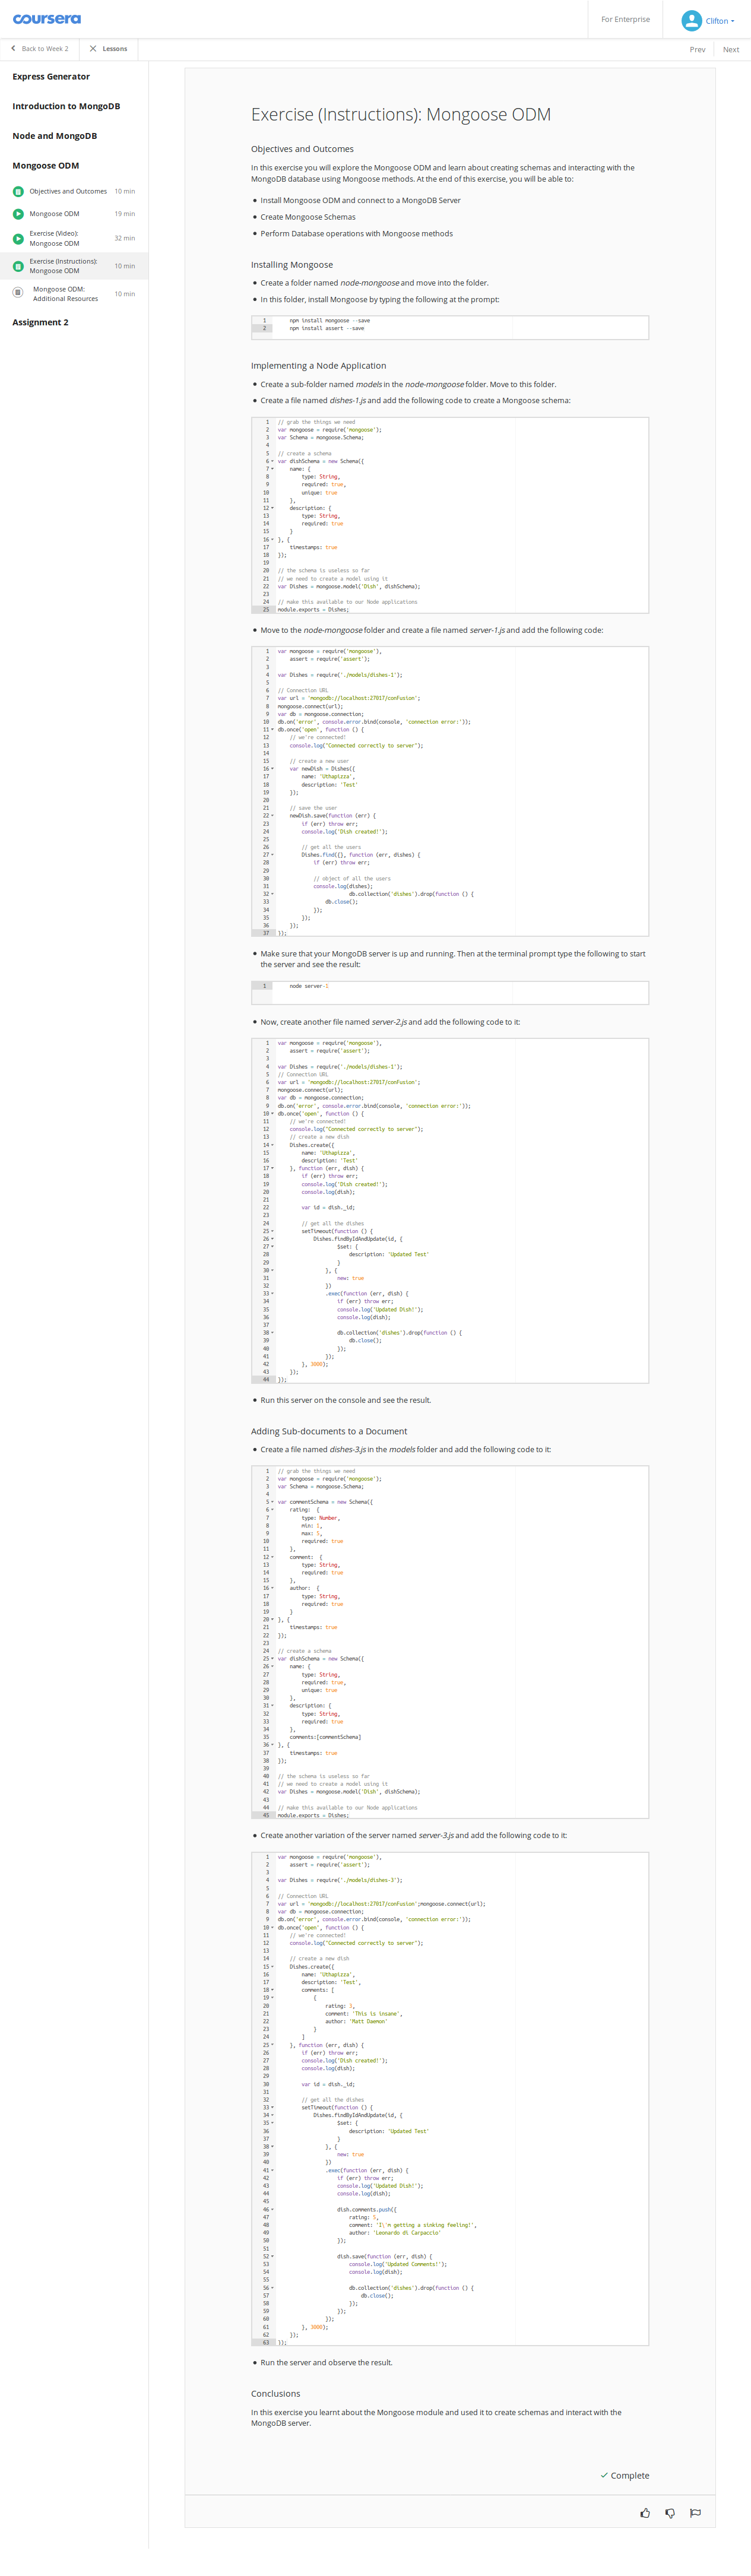 coursera
For Enterprise
Clifton
Back to Week 2
Lessons
Prev
Next
Express Generator
Introduction to MongoDB
Node and MongoDB
Mongoose ODM
Objectives and Outcomes 10 min
Mongoose ODM 19 min
Exercise (Video):
Mongoose ODM 32 min
Exercise (Instructions):
Mongoose ODM 10 min
Mongoose ODM:
Additional Resources 10 min
Assignment 2
Exercise (Instructions): Mongoose ODM
Objectives and Outcomes
In this exercise you will explore the Mongoose ODM and learn about creating schemas and interacting with the
MongoDB database using Mongoose methods. At the end of this exercise, you will be able to:
Install Mongoose ODM and connect to a MongoDB Server
Create Mongoose Schemas
Perform Database operations with Mongoose methods
Installing Mongoose
Create a folder named node-mongoose and move into the folder.
In this folder, install Mongoose by typing the following at the prompt:
1 npm install mongoose --save
2 npm install assert --save
Implementing a Node Application
Create a sub-folder named models in the node-mongoose folder. Move to this folder.
Create a file named dishes-1.js and add the following code to create a Mongoose schema:
1 // grab the things we need
2 var mongoose = require('mongoose');
3 var Schema = mongoose.Schema;
4
5 // create a schema
6 var dishSchema = new Schema({
7 name: {
8 type: String,
9 required: true,
10 unique: true
11 },
12 description: {
13 type: String,
14 required: true
15 }
16 }, {
17 timestamps: true
18 });
19
20 // the schema is useless so far
21 // we need to create a model using it
22 var Dishes = mongoose.model('Dish', dishSchema);
23
24 // make this available to our Node applications
25 module.exports = Dishes;
Move to the node-mongoose folder and create a file named server-1.js and add the following code:
1 var mongoose = require('mongoose'),
2 assert = require('assert');
3
4 var Dishes = require('./models/dishes-1');
5
6 // Connection URL
7 var url = 'mongodb://localhost:27017/conFusion';
8 mongoose.connect(url);
9 var db = mongoose.connection;
10 db.on('error', console.error.bind(console, 'connection error:'));
11 db.once('open', function () {
12 // we're connected!
13 console.log("Connected correctly to server");
14
15 // create a new user
16 var newDish = Dishes({
17 name: 'Uthapizza',
18 description: 'Test'
19 });
20
21 // save the user
22 newDish.save(function (err) {
23 if (err) throw err;
24 console.log('Dish created!');
25
26 // get all the users
27 Dishes.find({}, function (err, dishes) {
28 if (err) throw err;
29
30 // object of all the users
31 console.log(dishes);
32 db.collection('dishes').drop(function () {
33 db.close();
34 });
35 });
36 });
37 });
Make sure that your MongoDB server is up and running. Then at the terminal prompt type the following to start
the server and see the result:
1 node server-1
Now, create another file named server-2.js and add the following code to it:
1 var mongoose = require('mongoose'),
2 assert = require('assert');
3
4 var Dishes = require('./models/dishes-1');
5 // Connection URL
6 var url = 'mongodb://localhost:27017/conFusion';
7 mongoose.connect(url);
8 var db = mongoose.connection;
9 db.on('error', console.error.bind(console, 'connection error:'));
10 db.once('open', function () {
11 // we're connected!
12 console.log("Connected correctly to server");
13 // create a new dish
14 Dishes.create({
15 name: 'Uthapizza',
16 description: 'Test'
17 }, function (err, dish) {
18 if (err) throw err;
19 console.log('Dish created!');
20 console.log(dish);
21
22 var id = dish._id;
23
24 // get all the dishes
25 setTimeout(function () {
26 Dishes.findByIdAndUpdate(id, {
27 $set: {
28 description: 'Updated Test'
29 }
30 }, {
31 new: true
32 })
33 .exec(function (err, dish) {
34 if (err) throw err;
35 console.log('Updated Dish!');
36 console.log(dish);
37
38 db.collection('dishes').drop(function () {
39 db.close();
40 });
41 });
42 }, 3000);
43 });
44 });
Run this server on the console and see the result.
Adding Sub-documents to a Document
Create a file named dishes-3.js in the models folder and add the following code to it:
1 // grab the things we need
2 var mongoose = require('mongoose');
3 var Schema = mongoose.Schema;
4
5 var commentSchema = new Schema({
6 rating: {
7 type: Number,
8 min: 1,
9 max: 5,
10 required: true
11 },
12 comment: {
13 type: String,
14 required: true
15 },
16 author: {
17 type: String,
18 required: true
19 }
20 }, {
21 timestamps: true
22 });
23
24 // create a schema
25 var dishSchema = new Schema({
26 name: {
27 type: String,
28 required: true,
29 unique: true
30 },
31 description: {
32 type: String,
33 required: true
34 },
35 comments:[commentSchema]
36 }, {
37 timestamps: true
38 });
39
40 // the schema is useless so far
41 // we need to create a model using it
42 var Dishes = mongoose.model('Dish', dishSchema);
43
44 // make this available to our Node applications
45 module.exports = Dishes;
Create another variation of the server named server-3.js and add the following code to it:
1 var mongoose = require('mongoose'),
2 assert = require('assert');
3
4 var Dishes = require('./models/dishes-3');
5
6 // Connection URL
7 var url = 'mongodb://localhost:27017/conFusion';mongoose.connect(url);
8 var db = mongoose.connection;
9 db.on('error', console.error.bind(console, 'connection error:'));
10 db.once('open', function () {
11 // we're connected!
12 console.log("Connected correctly to server");
13
14 // create a new dish
15 Dishes.create({
16 name: 'Uthapizza',
17 description: 'Test',
18 comments: [
19 {
20 rating: 3,
21 comment: 'This is insane',
22 author: 'Matt Daemon'
23 }
24 ]
25 }, function (err, dish) {
26 if (err) throw err;
27 console.log('Dish created!');
28 console.log(dish);
29
30 var id = dish._id;
31
32 // get all the dishes
33 setTimeout(function () {
34 Dishes.findByIdAndUpdate(id, {
35 $set: {
36 description: 'Updated Test'
37 }
38 }, {
39 new: true
40 })
41 .exec(function (err, dish) {
42 if (err) throw err;
43 console.log('Updated Dish!');
44 console.log(dish);
45
46 dish.comments.push({
47 rating: 5,
48 comment: 'I\'m getting a sinking feeling!',
49 author: 'Leonardo di Carpaccio'
50 });
51
52 dish.save(function (err, dish) {
53 console.log('Updated Comments!');
54 console.log(dish);
55
56 db.collection('dishes').drop(function () {
57 db.close();
58 });
59 });
60 });
61 }, 3000);
62 });
63 });
Run the server and observe the result.
Conclusions
In this exercise you learnt about the Mongoose module and used it to create schemas and interact with the
MongoDB server.
Complete